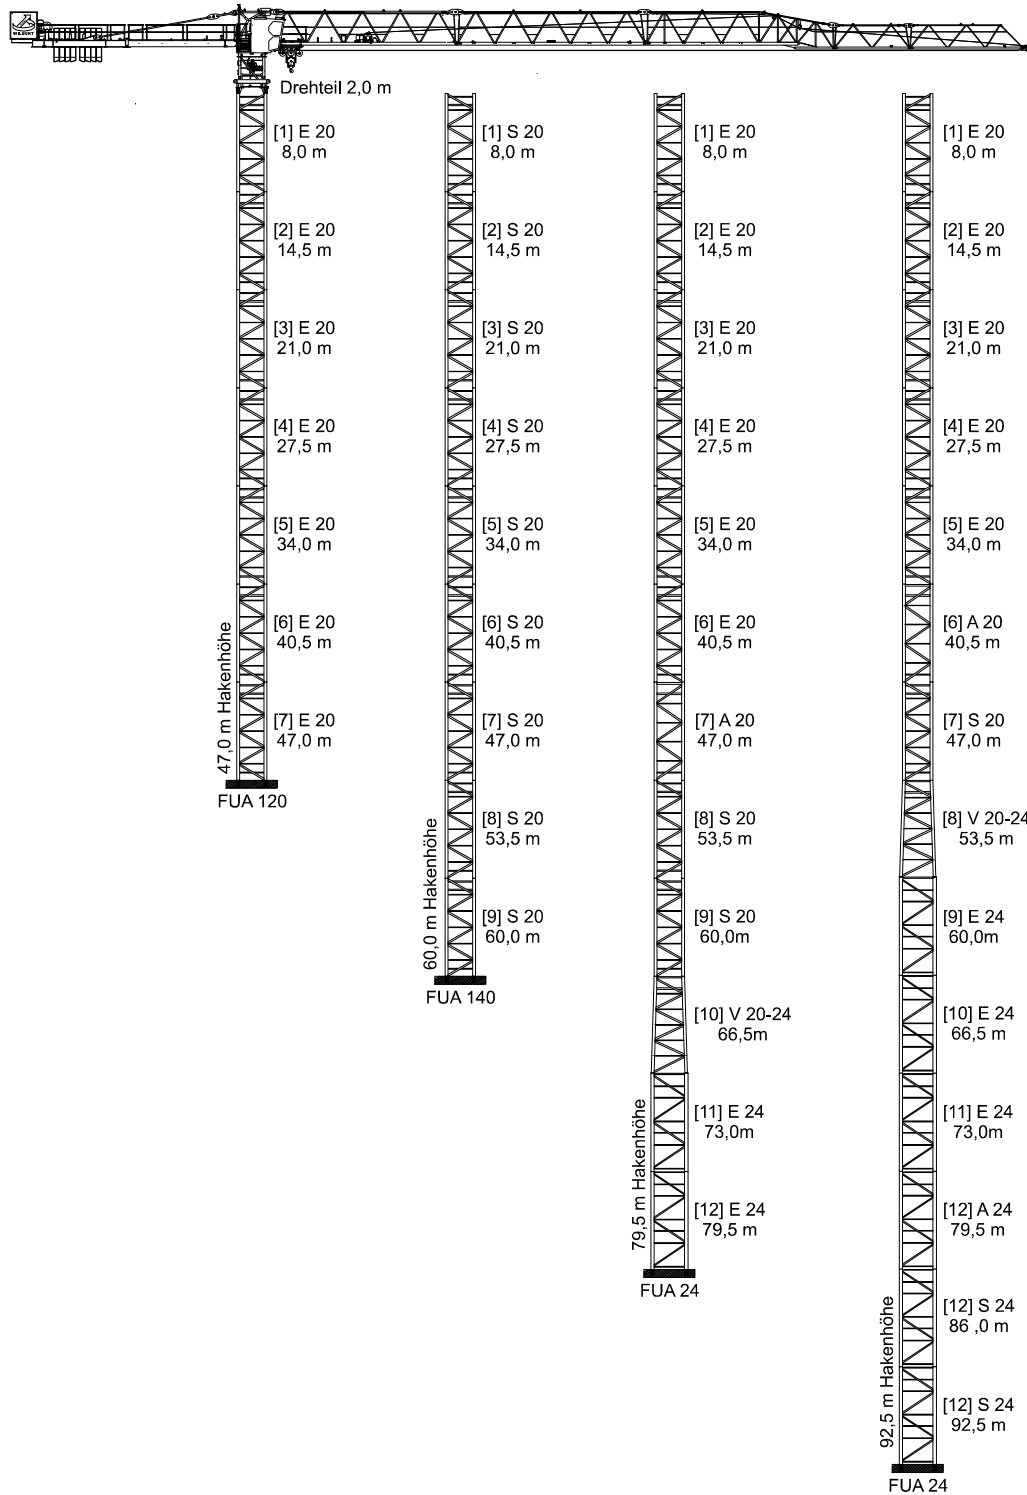 WILBERT
Drehteil 2,0 m
[1] E 20
8,0 m
[2] E 20
14,5 m
[3] E 20
21,0 m
[4] E 20
27,5 m
[5] E 20
34,0 m
[6] E 20
40,5 m
[7] E 20
47,0 m
47,0 m Hakenhöhe
FUA 120
[1] S 20
8,0 m
[2] S 20
14,5 m
[3] S 20
21,0 m
[4] S 20
27,5 m
[5] S 20
34,0 m
[6] S 20
40,5 m
[7] S 20
47,0 m
[8] S 20
53,5 m
[9] S 20
60,0 m
60,0 m Hakenhöhe
FUA 140
[1] E 20
8,0 m
[2] E 20
14,5 m
[3] E 20
21,0 m
[4] E 20
27,5 m
[5] E 20
34,0 m
[6] E 20
40,5 m
[7] A 20
47,0 m
[8] S 20
53,5 m
[9] S 20
60,0m
[10] V 20-24
66,5m
[11] E 24
73,0m
[12] E 24
79,5 m
79,5 m Hakenhöhe
FUA 24
[1] E 20
8,0 m
[2] E 20
14,5 m
[3] E 20
21,0 m
[4] E 20
27,5 m
[5] E 20
34,0 m
[6] A 20
40,5 m
[7] S 20
47,0 m
[8] V 20-24
53,5 m
[9] E 24
60,0m
[10] E 24
66,5 m
[11] E 24
73,0m
[12] A 24
79,5 m
[12] S 24
86 ,0 m
[12] S 24
92,5 m
92,5 m Hakenhöhe
FUA 24